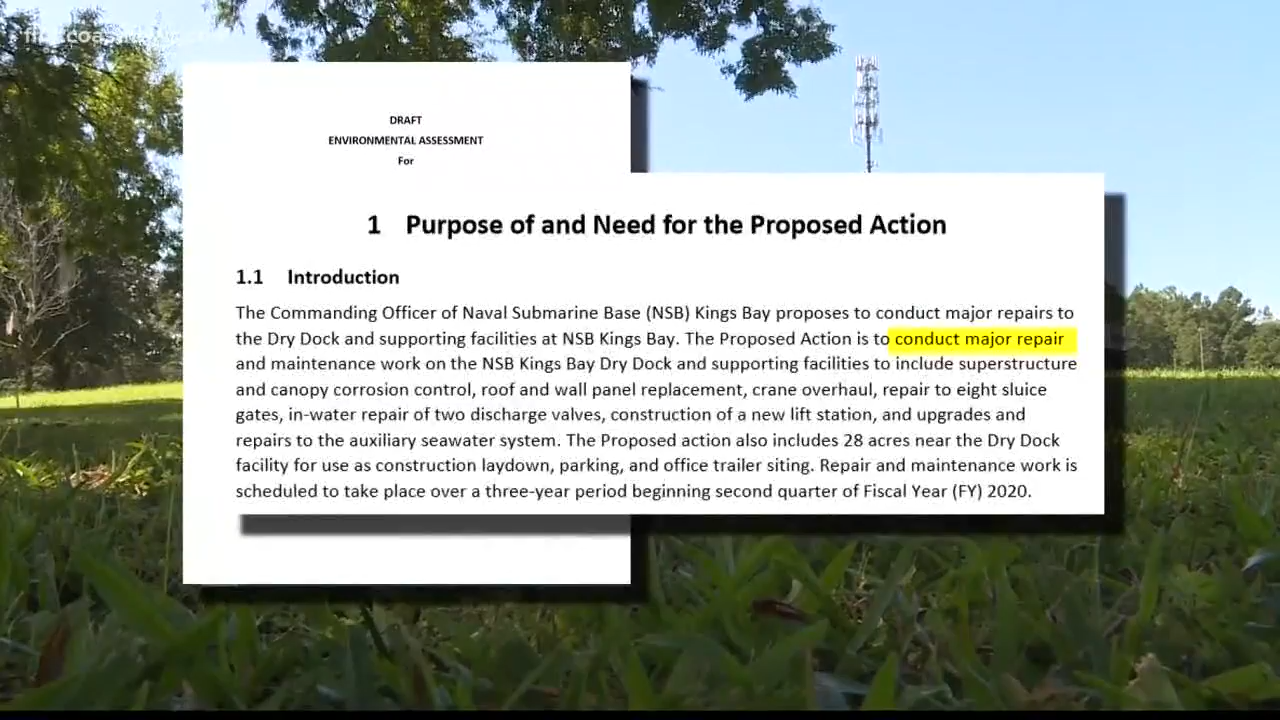 DRAFT
ENVIRONMENTAL ASSESSMENT
For
1 Purpose of and Need for the Proposed Action
1.1 Introduction
The Commanding Officer of Naval Submarine Base (NSB) Kings Bay proposes to conduct major repairs to
the Dry Dock and supporting facilities at NSB Kings Bay. The Proposed Action is to conduct major repair
and maintenance work on the NSB Kings Bay Dry Dock and supporting facilities to include superstructure
and canopy corrosion control, roof and wall panel replacement, crane overhaul, repair to eight sluice
gates, in-water repair of two discharge valves, construction of a new lift station, and upgrades and
repairs to the auxiliary seawater system. The Proposed action also includes 28 acres near the Dry Dock
facility for use as construction laydown, parking, and office trailer siting. Repair and maintenance work is
scheduled to take place over a three-year period beginning second quarter of Fiscal Year (FY) 2020.